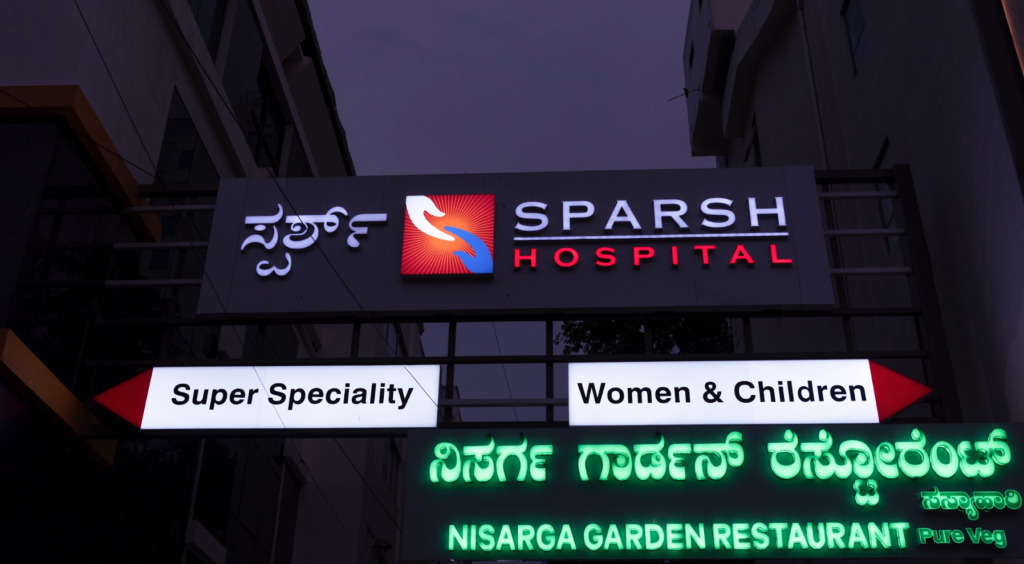 ಸ್ಪರ್ಶ್ SPARSH
HOSPITAL
Super Speciality Women & Children
ನಿಸರ್ಗ ಗಾರ್ಡನ್ ರೆಸ್ಟೋರೆಂಟ್
ಸಸ್ಯಾಹಾರಿ
NISARGA GARDEN RESTAURANT Pure Veg